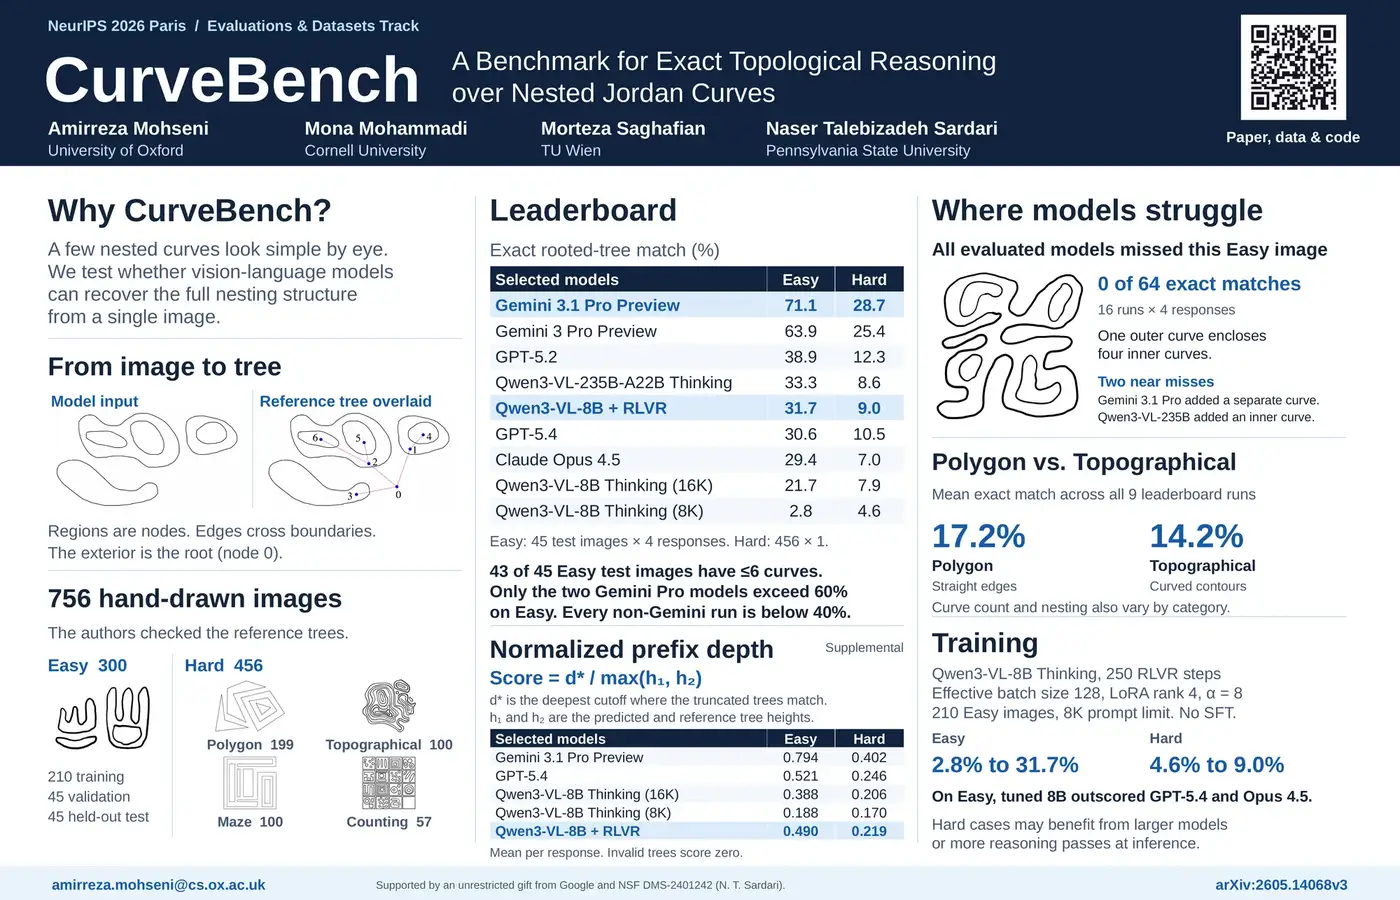 NeurIPS 2026 Paris / Evaluations & Datasets Track
CurveBench
A Benchmark for Exact Topological Reasoning
over Nested Jordan Curves
Amirreza Mohseni
University of Oxford
Mona Mohammadi
Cornell University
Morteza Saghafian
TU Wien
Naser Talebizadeh Sardari
Pennsylvania State University
Paper, data & code
Why CurveBench?
A few nested curves look simple by eye.
We test whether vision-language models
can recover the full nesting structure
from a single image.
From image to tree
Model input
Reference tree overlaid
6
5
4
1
2
3
0
Regions are nodes. Edges cross boundaries.
The exterior is the root (node 0).
756 hand-drawn images
The authors checked the reference trees.
Easy 300
210 training
45 validation
45 held-out test
Hard 456
Polygon 199
Topographical 100
Maze 100
Counting 57
Leaderboard
Exact rooted-tree match (%)
Selected models Easy Hard
Gemini 3.1 Pro Preview 71.1 28.7
Gemini 3 Pro Preview 63.9 25.4
GPT-5.2 38.9 12.3
Qwen3-VL-235B-A22B Thinking 33.3 8.6
Qwen3-VL-8B + RLVR 31.7 9.0
GPT-5.4 30.6 10.5
Claude Opus 4.5 29.4 7.0
Qwen3-VL-8B Thinking (16K) 21.7 7.9
Qwen3-VL-8B Thinking (8K) 2.8 4.6
Easy: 45 test images × 4 responses. Hard: 456 × 1.
43 of 45 Easy test images have ≤6 curves.
Only the two Gemini Pro models exceed 60%
on Easy. Every non-Gemini run is below 40%.
Normalized prefix depth
Supplemental
Score = d* / max(h₁, h₂)
d* is the deepest cutoff where the truncated trees match.
h₁ and h₂ are the predicted and reference tree heights.
Selected models Easy Hard
Gemini 3.1 Pro Preview 0.794 0.402
GPT-5.4 0.521 0.246
Qwen3-VL-8B Thinking (16K) 0.388 0.206
Qwen3-VL-8B Thinking (8K) 0.188 0.170
Qwen3-VL-8B + RLVR 0.490 0.219
Mean per response. Invalid trees score zero.
Where models struggle
All evaluated models missed this Easy image
0 of 64 exact matches
16 runs × 4 responses
One outer curve encloses
four inner curves.
Two near misses
Gemini 3.1 Pro added a separate curve.
Qwen3-VL-235B added an inner curve.
Polygon vs. Topographical
Mean exact match across all 9 leaderboard runs
17.2%
Polygon
Straight edges
14.2%
Topographical
Curved contours
Curve count and nesting also vary by category.
Training
Qwen3-VL-8B Thinking, 250 RLVR steps
Effective batch size 128, LoRA rank 4, α = 8
210 Easy images, 8K prompt limit. No SFT.
Easy
2.8% to 31.7%
Hard
4.6% to 9.0%
On Easy, tuned 8B outscored GPT-5.4 and Opus 4.5.
Hard cases may benefit from larger models
or more reasoning passes at inference.
amirreza.mohseni@cs.ox.ac.uk
Supported by an unrestricted gift from Google and NSF DMS-2401242 (N. T. Sardari).
arXiv:2605.14068v3